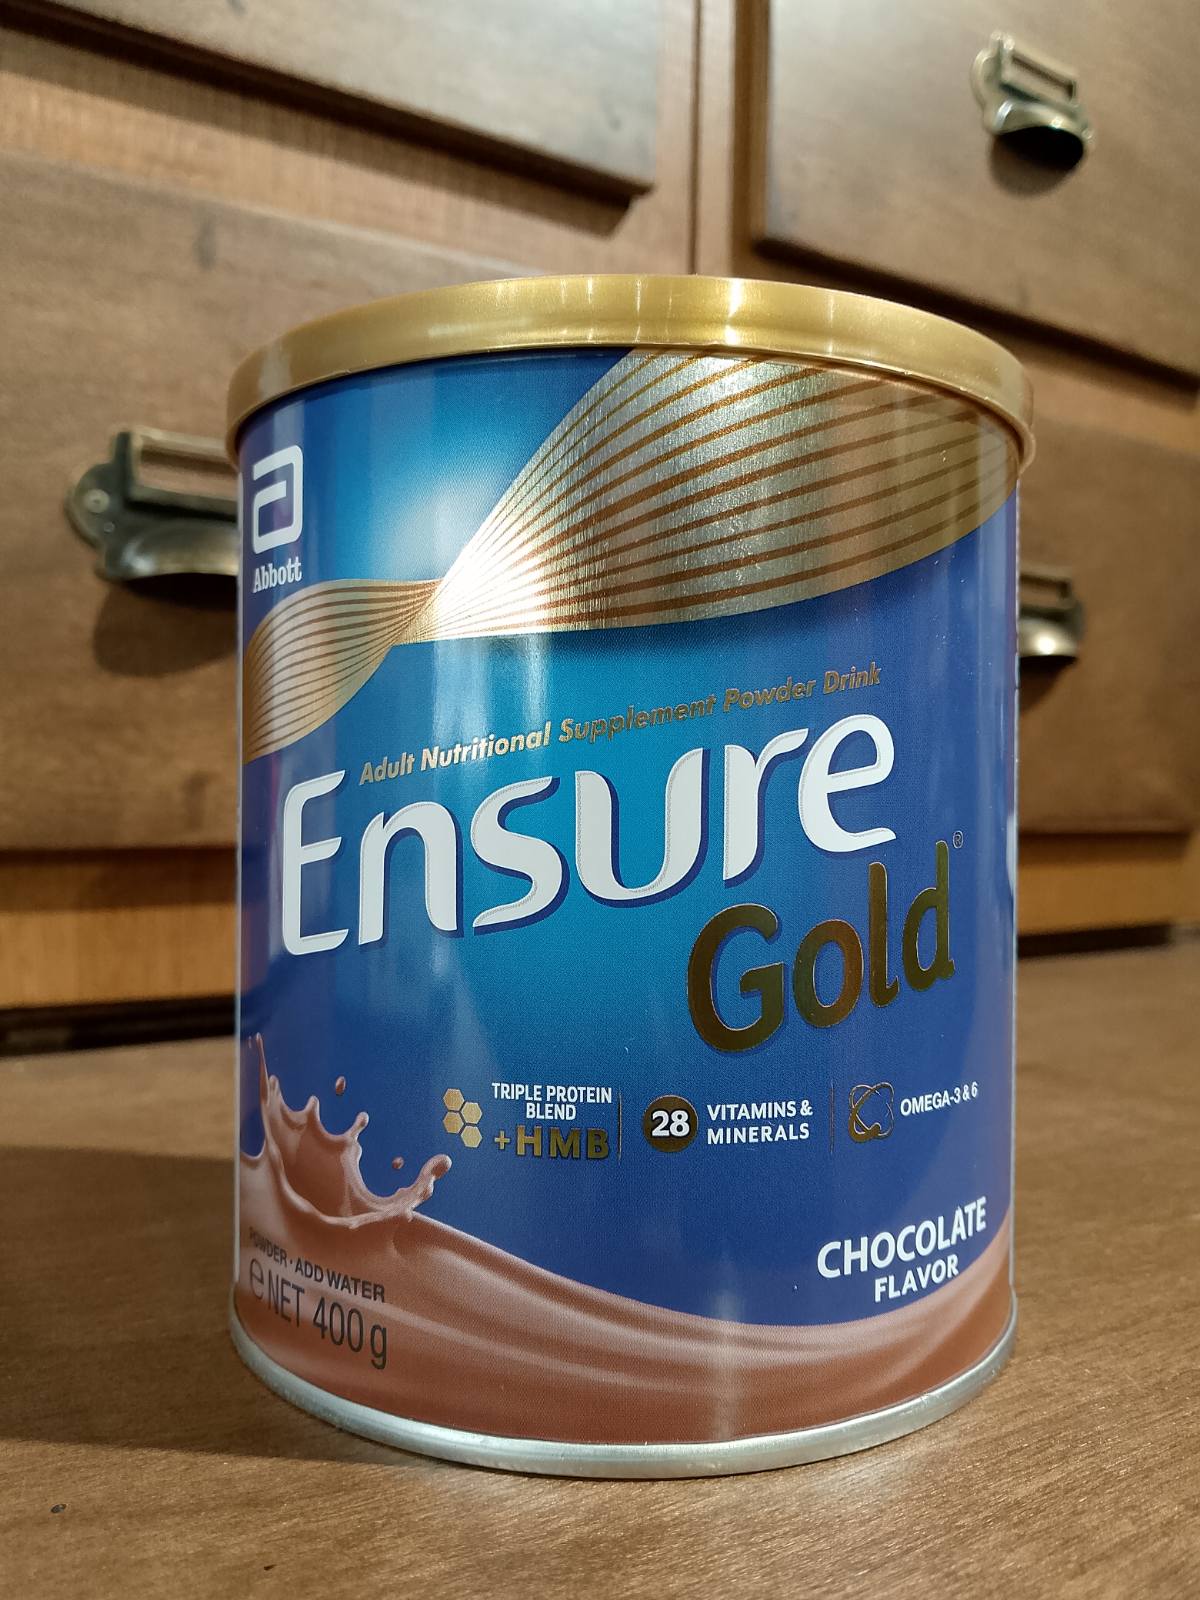 a
Abbott
Adult Nutritional Supplement Powder Drink
Ensure
Gold®
TRIPLE PROTEIN
BLEND
+HMB
28
VITAMINS &
MINERALS
OMEGA-3 & 6
CHOCOLATE
FLAVOR
POWDER • ADD WATER
℮ NET 400g